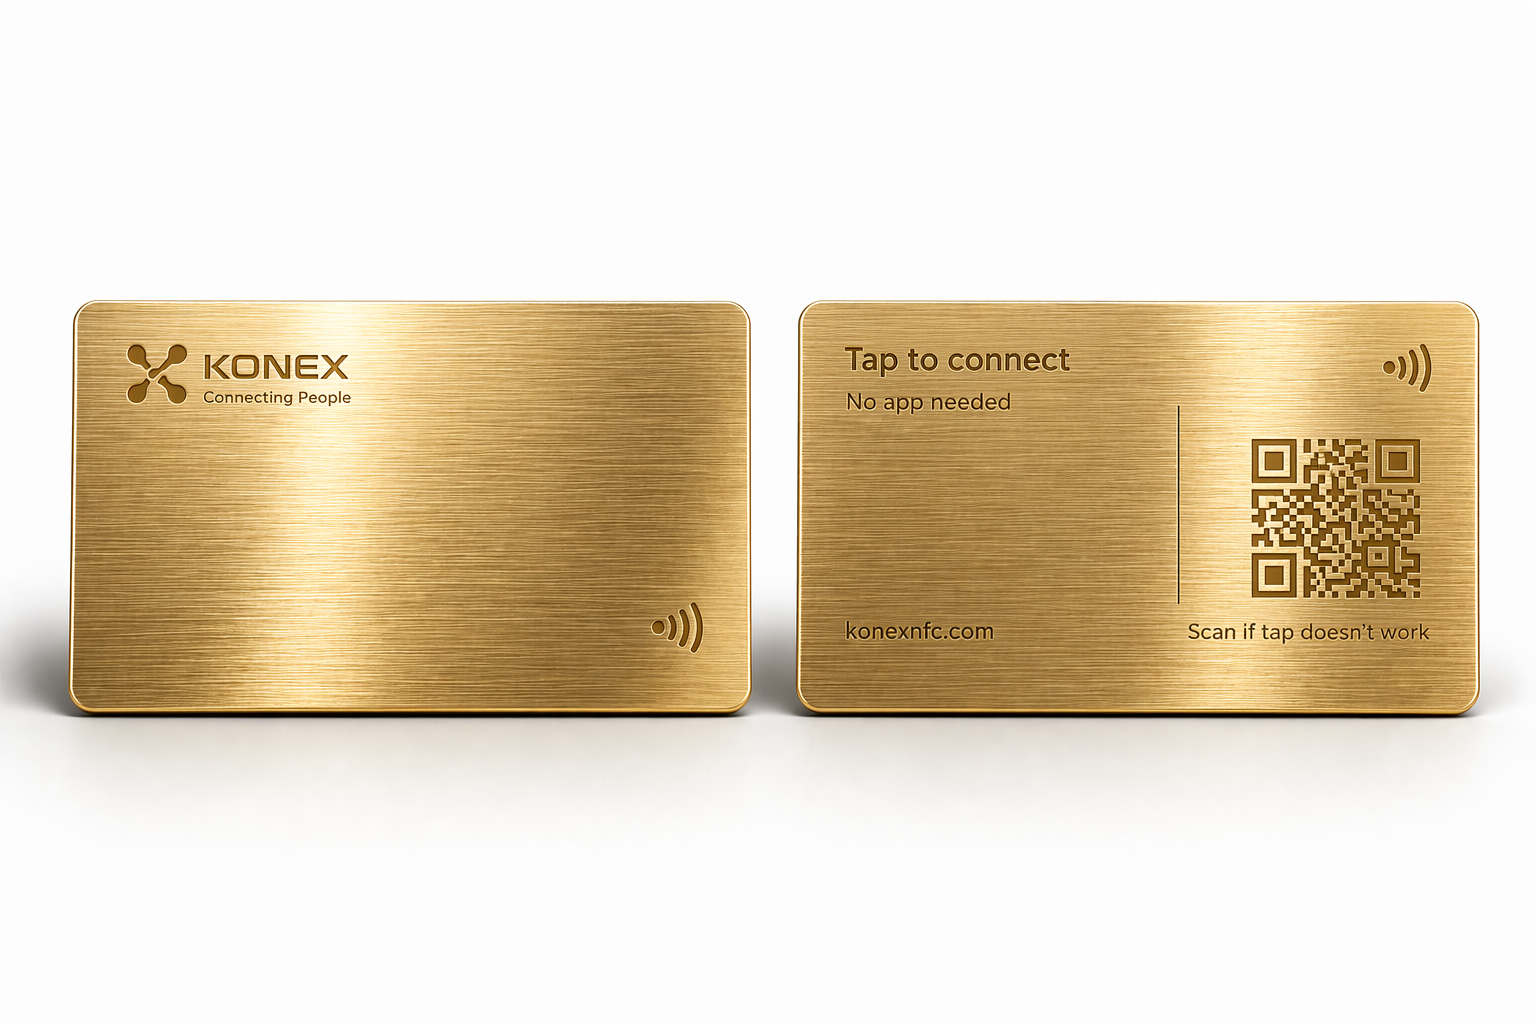 KONEX
Connecting People
Tap to connect
No app needed
konexnfc.com
Scan if tap doesn't work